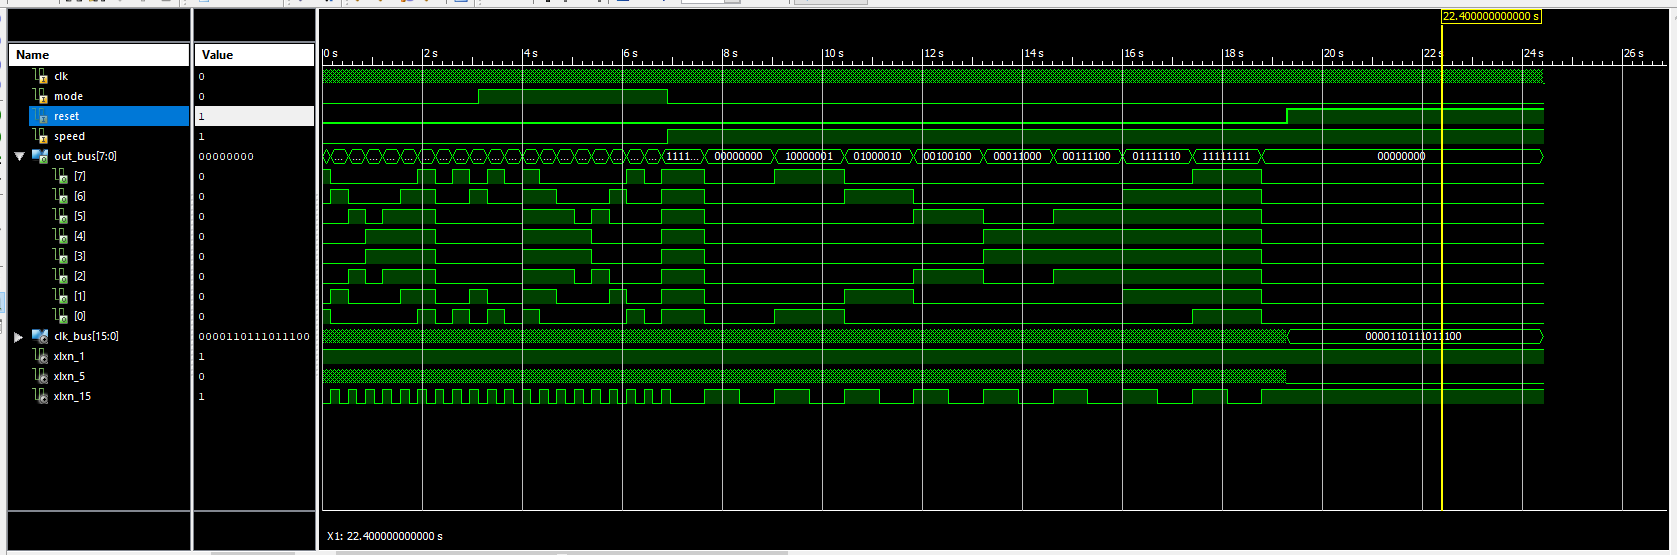 22.400000000000 s
Name Value
0 s 2 s 4 s 6 s 8 s 10 s 12 s 14 s 16 s 18 s 20 s 22 s 24 s 26 s
clk 0
mode 0
reset 1
speed 1
out_bus[7:0] 00000000 ... ... ... ... ... ... ... ... ... ... ... ... ... ... ... ... ... ... 1111... 00000000 10000001 01000010 00100100 00011000 00111100 01111110 11111111 00000000
[7] 0
[6] 0
[5] 0
[4] 0
[3] 0
[2] 0
[1] 0
[0] 0
clk_bus[15:0] 0000110111011100 0000110111011100
xlxn_1 1
xlxn_5 0
xlxn_15 1
X1: 22.400000000000 s